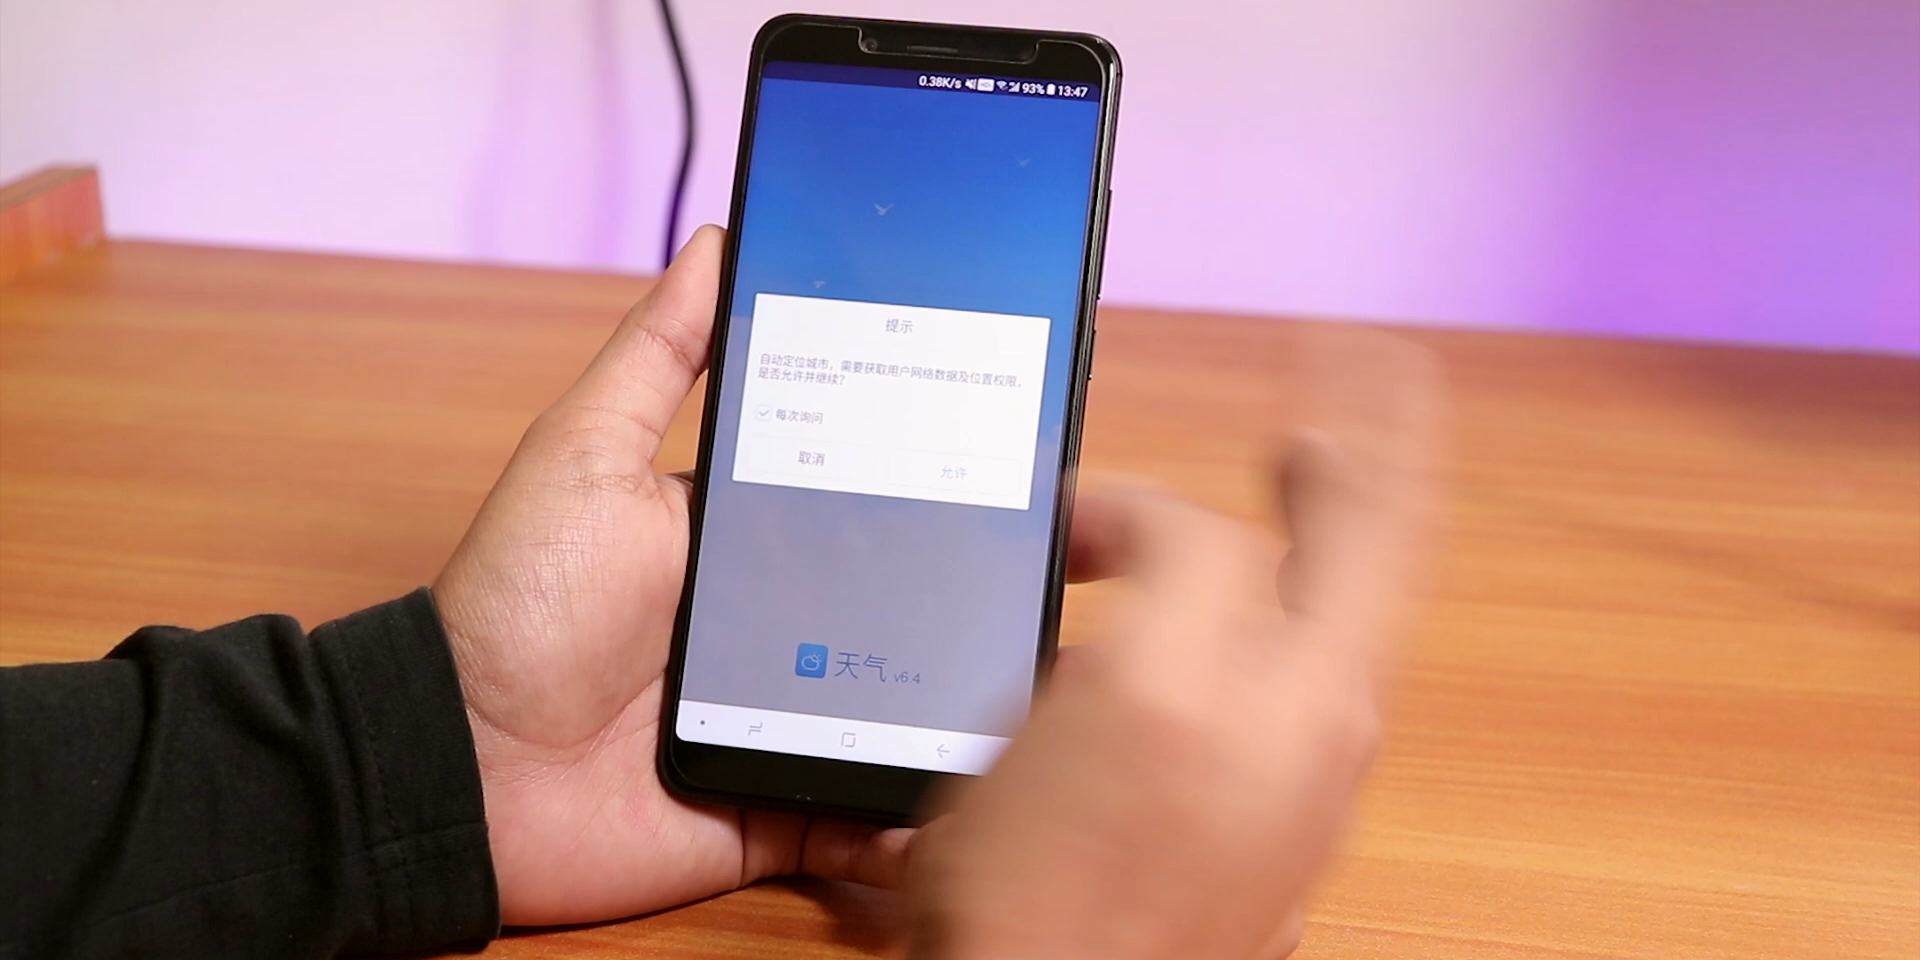 0.38K/s 93% 13:47
提示
自动定位城市，需要获取用户网络数据及位置权限，
是否允许并继续？
每次询问
取消 允许
天气 v6.4